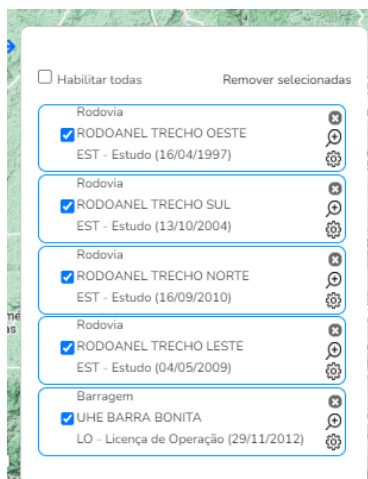 Habilitar todas Remover selecionadas
Rodovia
RODOANEL TRECHO OESTE
EST - Estudo (16/04/1997)
Rodovia
RODOANEL TRECHO SUL
EST - Estudo (13/10/2004)
Rodovia
RODOANEL TRECHO NORTE
EST - Estudo (16/09/2010)
Rodovia
RODOANEL TRECHO LESTE
EST - Estudo (04/05/2009)
Barragem
UHE BARRA BONITA
LO - Licença de Operação (29/11/2012)